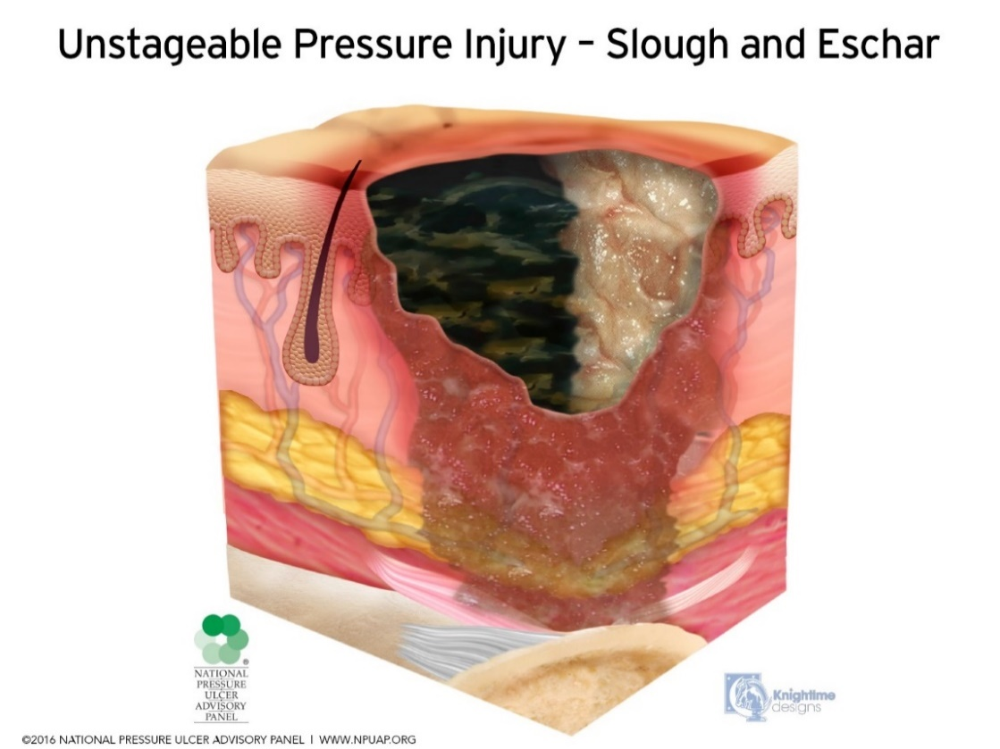 Unstageable Pressure Injury – Slough and Eschar
®
NATIONAL
PRESSURE
ULCER
ADVISORY
PANEL
Knightime
designs
©2016 NATIONAL PRESSURE ULCER ADVISORY PANEL | WWW.NPUAP.ORG